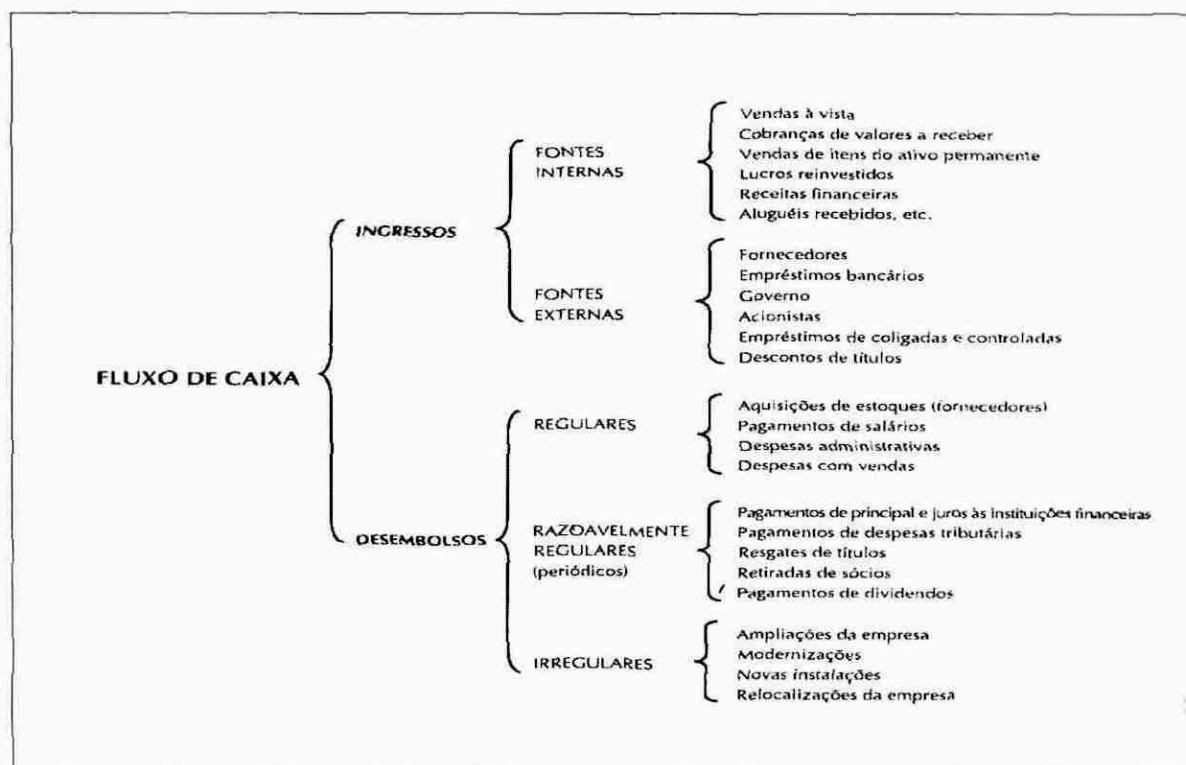 FLUXO DE CAIXA
INGRESSOS
FONTES
INTERNAS
Vendas à vista
Cobranças de valores a receber
Vendas de itens do ativo permanente
Lucros reinvestidos
Receitas financeiras
Aluguéis recebidos, etc.
FONTES
EXTERNAS
Fornecedores
Empréstimos bancários
Governo
Acionistas
Empréstimos de coligadas e controladas
Descontos de títulos
DESEMBOLSOS
REGULARES
Aquisições de estoques (fornecedores)
Pagamentos de salários
Despesas administrativas
Despesas com vendas
RAZOAVELMENTE
REGULARES
(periódicos)
Pagamentos de principal e juros às instituições financeiras
Pagamentos de despesas tributárias
Resgates de títulos
Retiradas de sócios
Pagamentos de dividendos
IRREGULARES
Ampliações da empresa
Modernizações
Novas instalações
Relocalizações da empresa